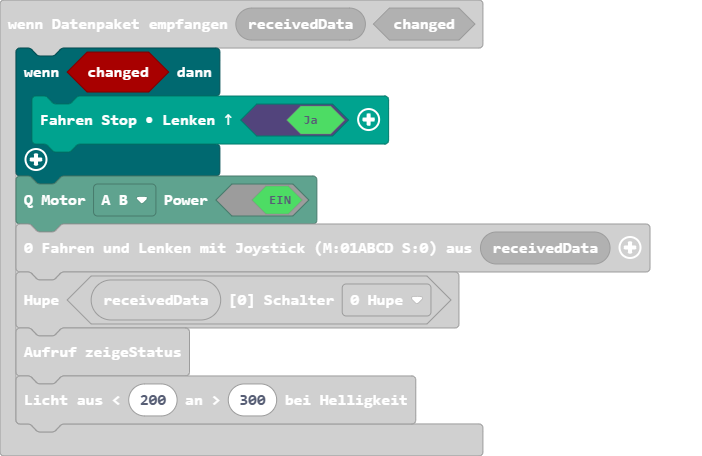 wenn Datenpaket empfangen receivedData changed
wenn changed dann
Fahren Stop • Lenken ↑ Ja
Q Motor A B Power EIN
0 Fahren und Lenken mit Joystick (M:01ABCD S:0) aus receivedData
Hupe receivedData [0] Schalter 0 Hupe
Aufruf zeigeStatus
Licht aus < 200 an > 300 bei Helligkeit